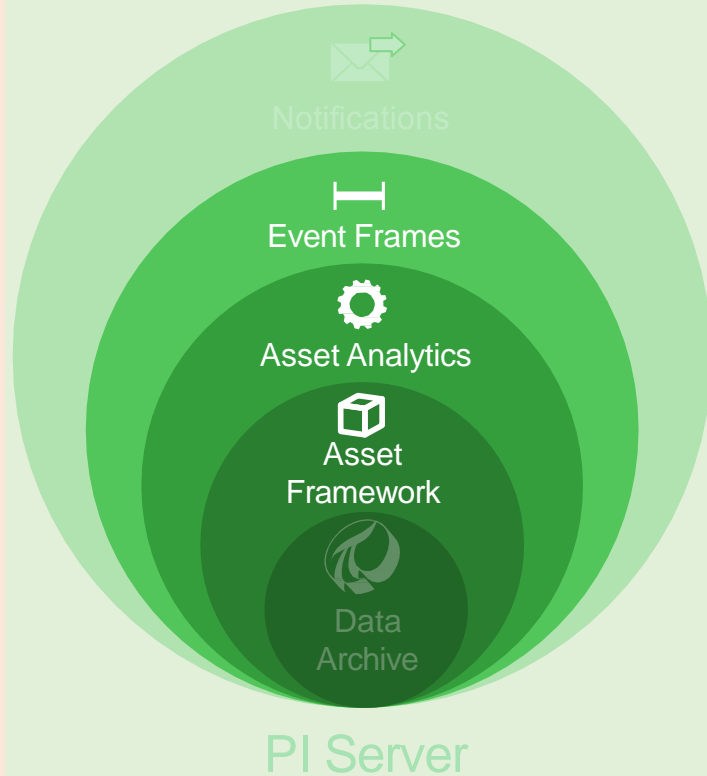 Notifications
Event Frames
Asset Analytics
Asset
Framework
Data
Archive
PI Server